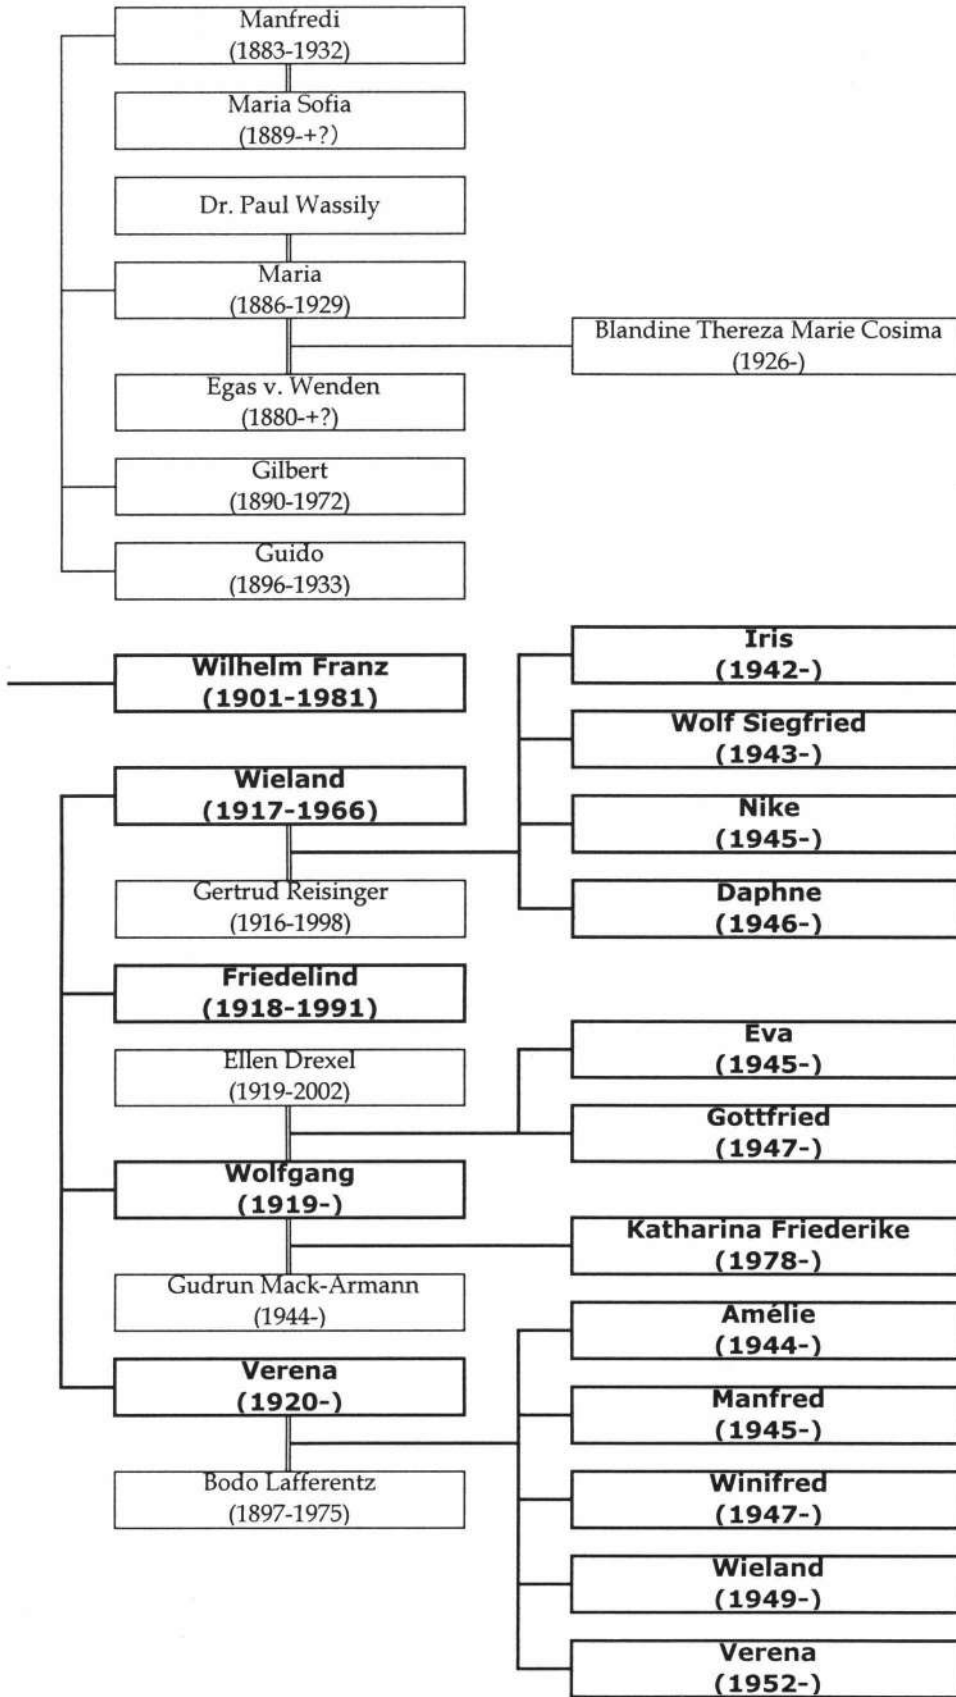 Manfredi
(1883-1932)
Maria Sofia
(1889-+?)
Dr. Paul Wassily
Maria
(1886-1929)
Blandine Thereza Marie Cosima
(1926-)
Egas v. Wenden
(1880-+?)
Gilbert
(1890-1972)
Guido
(1896-1933)
Wilhelm Franz
(1901-1981)
Iris
(1942-)
Wolf Siegfried
(1943-)
Wieland
(1917-1966)
Nike
(1945-)
Gertrud Reisinger
(1916-1998)
Daphne
(1946-)
Friedelind
(1918-1991)
Ellen Drexel
(1919-2002)
Eva
(1945-)
Gottfried
(1947-)
Wolfgang
(1919-)
Katharina Friederike
(1978-)
Gudrun Mack-Armann
(1944-)
Amélie
(1944-)
Verena
(1920-)
Manfred
(1945-)
Bodo Lafferentz
(1897-1975)
Winifred
(1947-)
Wieland
(1949-)
Verena
(1952-)